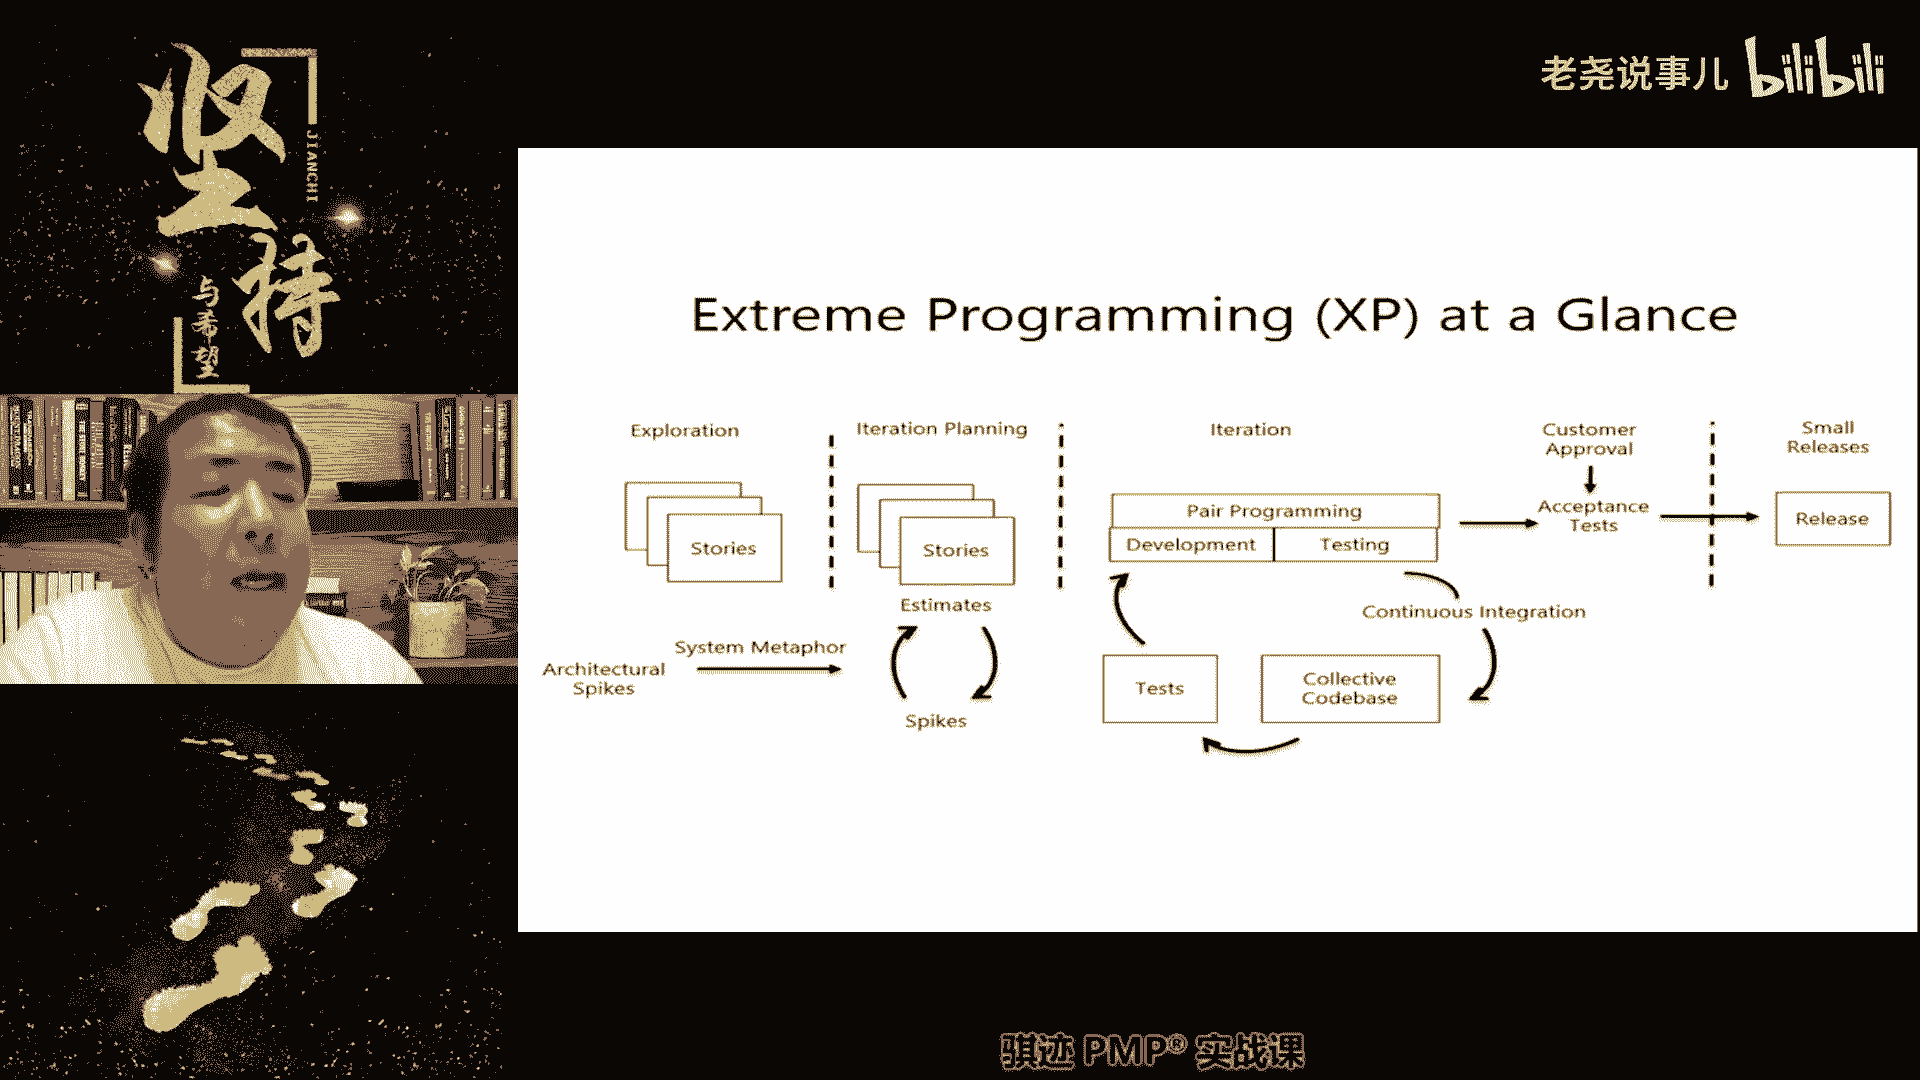 坚持
JIANCHI
与希望
老尧说事儿 bilibili
Extreme Programming (XP) at a Glance
Exploration
Stories
Architectural
Spikes
System Metaphor
Iteration Planning
Stories
Estimates
Spikes
Iteration
Pair Programming
Development
Testing
Continuous Integration
Collective
Codebase
Tests
Customer
Approval
Acceptance
Tests
Small
Releases
Release
骐迹 PMP® 实战课